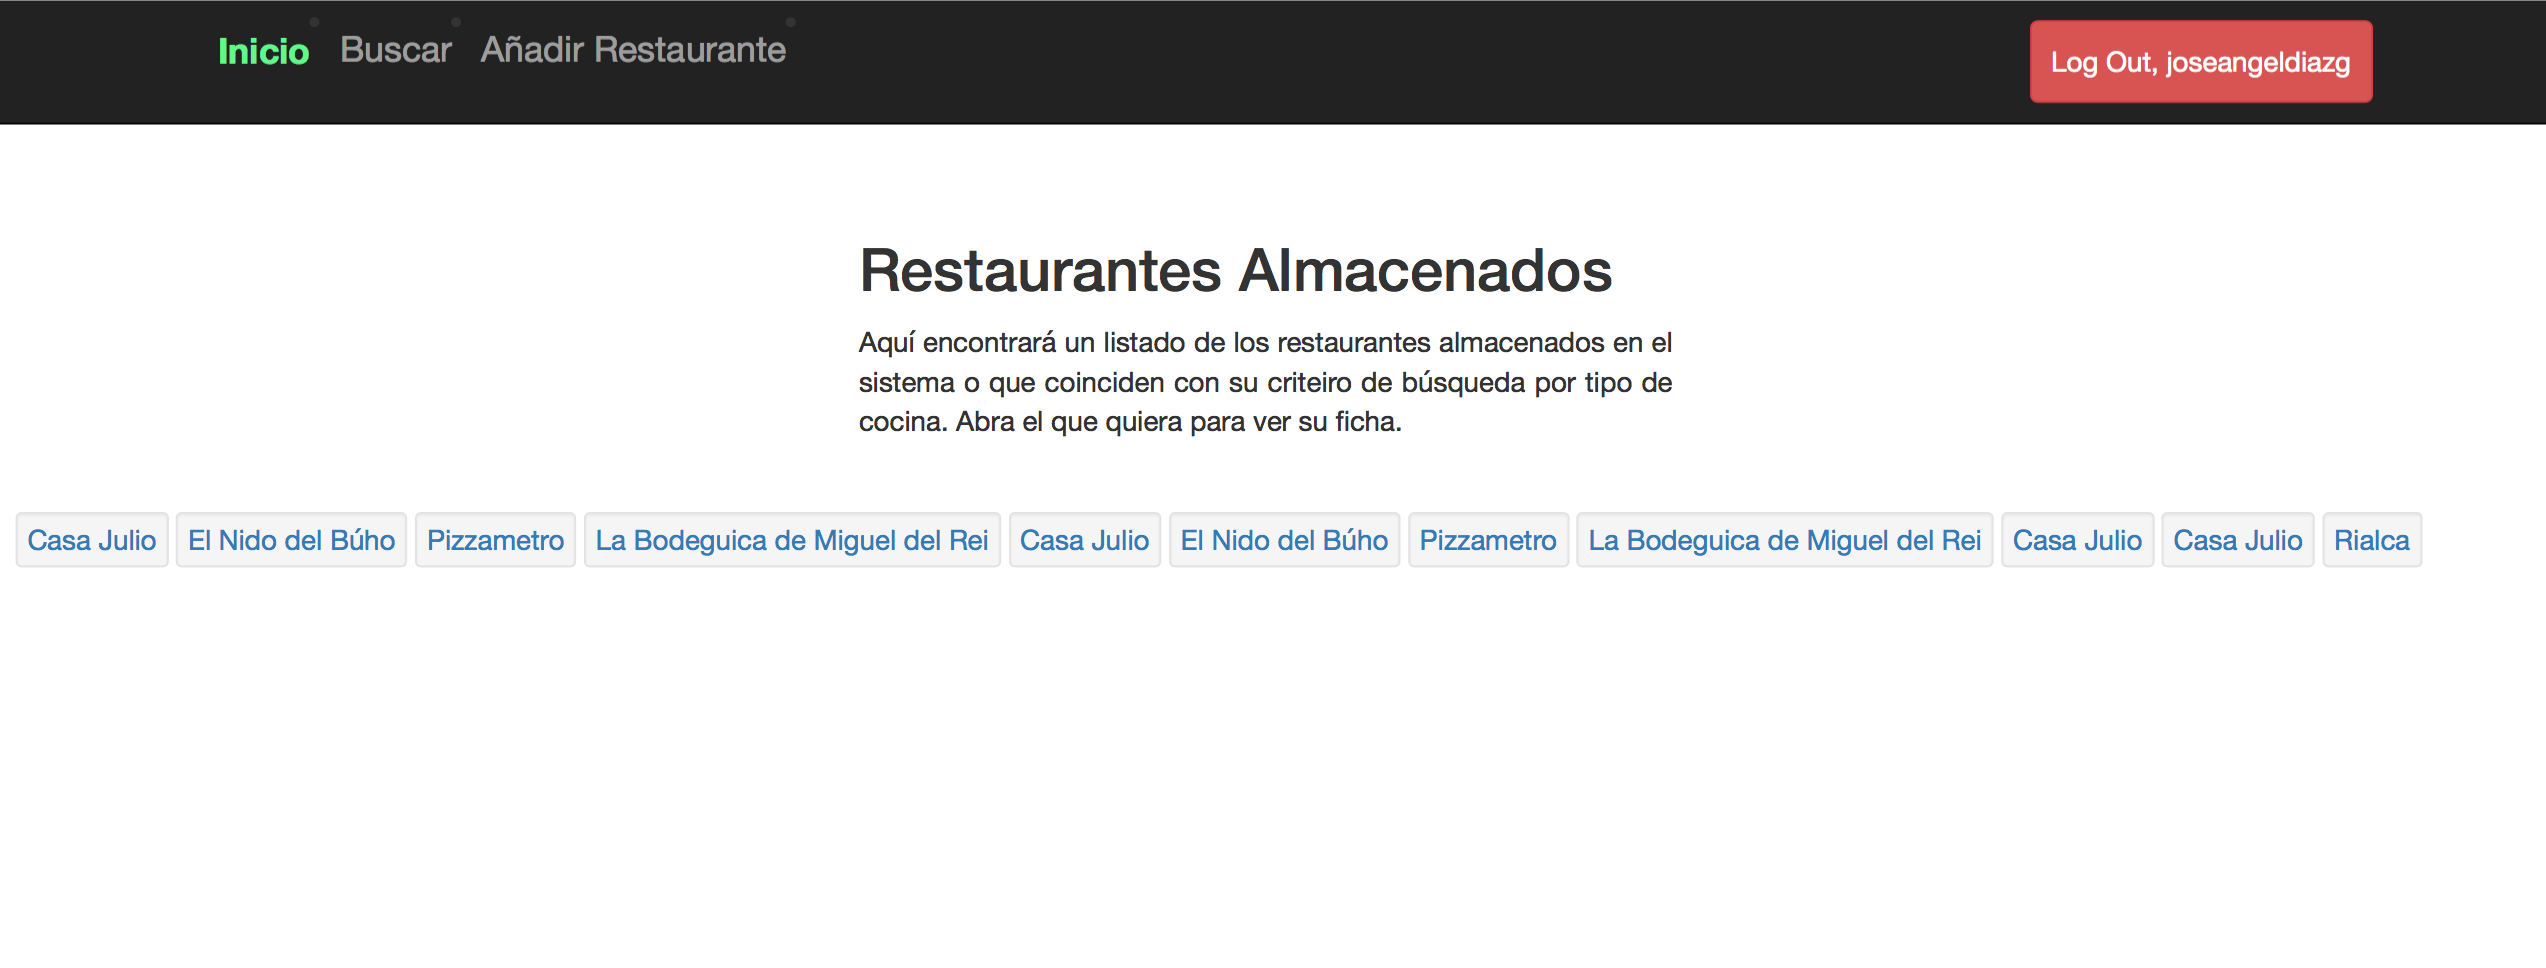 Inicio Buscar Añadir Restaurante Log Out, joseangeldiazg
Restaurantes Almacenados
Aquí encontrará un listado de los restaurantes almacenados en el
sistema o que coinciden con su criteiro de búsqueda por tipo de
cocina. Abra el que quiera para ver su ficha.
Casa Julio El Nido del Búho Pizzametro La Bodeguica de Miguel del Rei Casa Julio El Nido del Búho Pizzametro La Bodeguica de Miguel del Rei Casa Julio Casa Julio Rialca